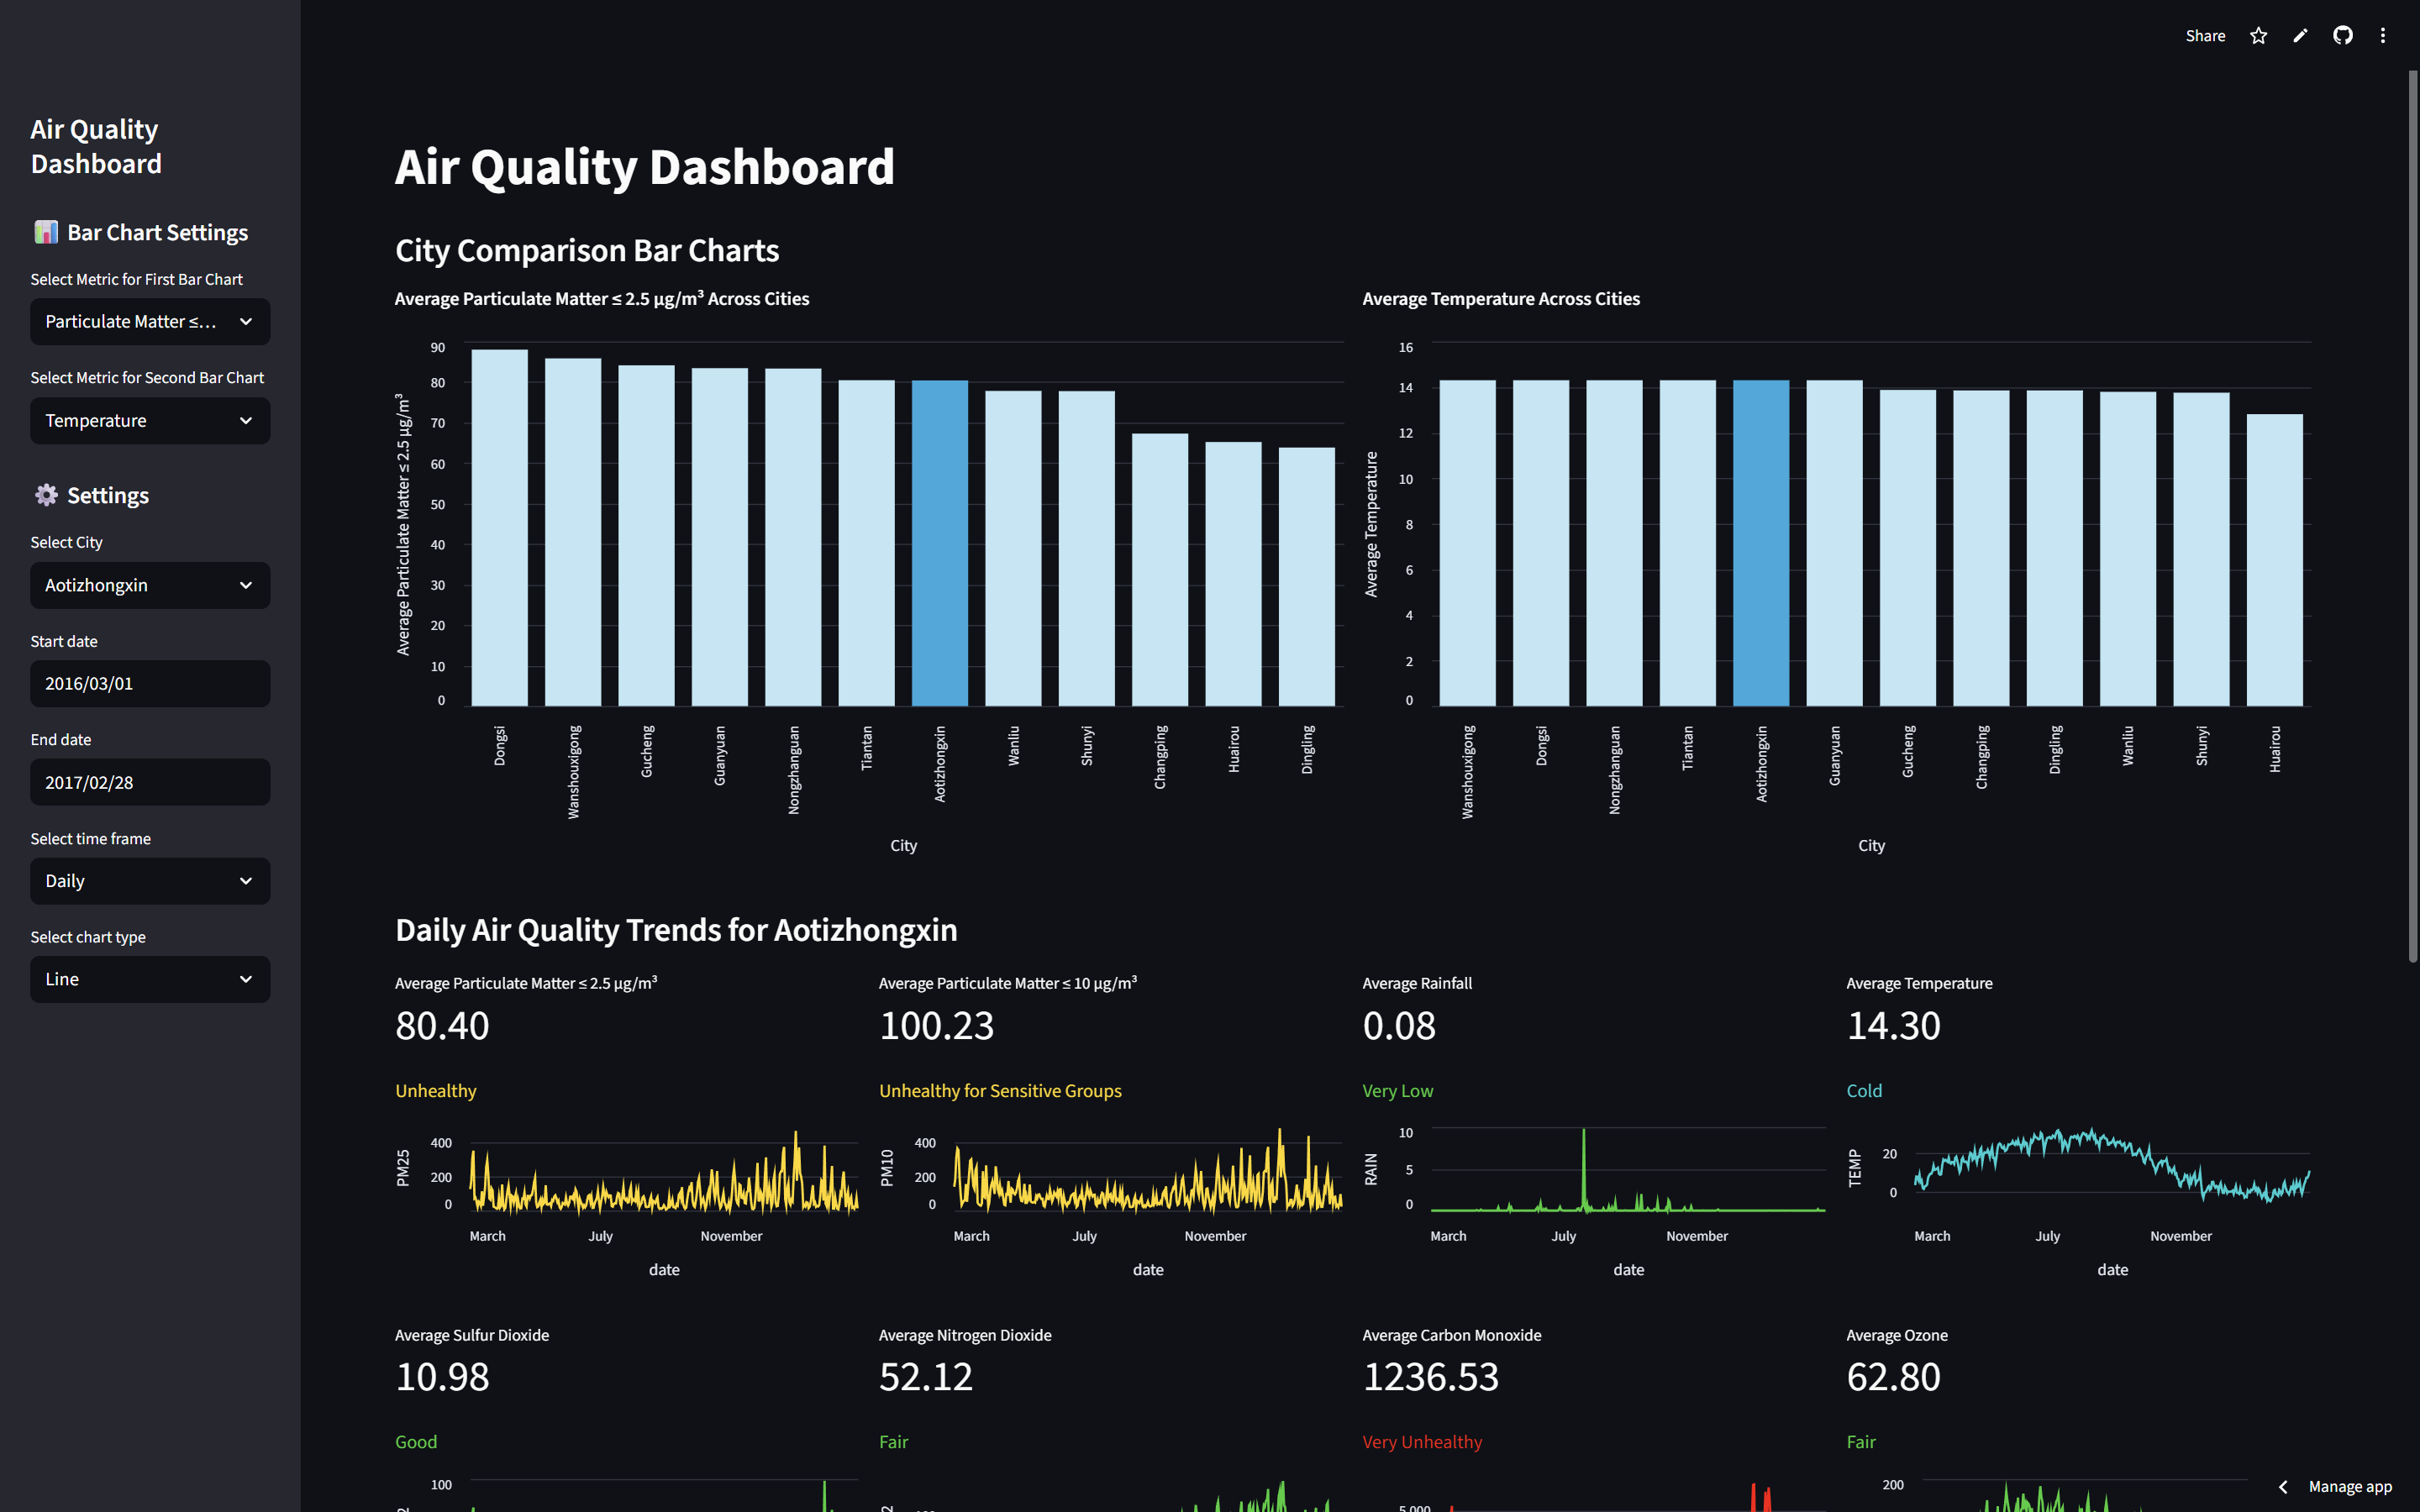 Share
Air Quality
Dashboard
Bar Chart Settings
Select Metric for First Bar Chart
Particulate Matter ≤...
Select Metric for Second Bar Chart
Temperature
Settings
Select City
Aotizhongxin
Start date
2016/03/01
End date
2017/02/28
Select time frame
Daily
Select chart type
Line
Air Quality Dashboard
City Comparison Bar Charts
Average Particulate Matter ≤ 2.5 µg/m³ Across Cities
Average Particulate Matter ≤ 2.5 µg/m³
90
80
70
60
50
40
30
20
10
0
Dongsi
Wanshouxigong
Gucheng
Guanyuan
Nongzhanguan
Tiantan
Aotizhongxin
Wanliu
Shunyi
Changping
Huairou
Dingling
City
Average Temperature Across Cities
Average Temperature
16
14
12
10
8
6
4
2
0
Wanshouxigong
Dongsi
Nongzhanguan
Tiantan
Aotizhongxin
Guanyuan
Gucheng
Changping
Dingling
Wanliu
Shunyi
Huairou
City
Daily Air Quality Trends for Aotizhongxin
Average Particulate Matter ≤ 2.5 µg/m³
80.40
Unhealthy
PM25
400
200
0
March July November
date
Average Particulate Matter ≤ 10 µg/m³
100.23
Unhealthy for Sensitive Groups
PM10
400
200
0
March July November
date
Average Rainfall
0.08
Very Low
RAIN
10
5
0
March July November
date
Average Temperature
14.30
Cold
TEMP
20
0
March July November
date
Average Sulfur Dioxide
10.98
Good
100
Average Nitrogen Dioxide
52.12
Fair
Average Carbon Monoxide
1236.53
Very Unhealthy
5,000
Average Ozone
62.80
Fair
200
Manage app